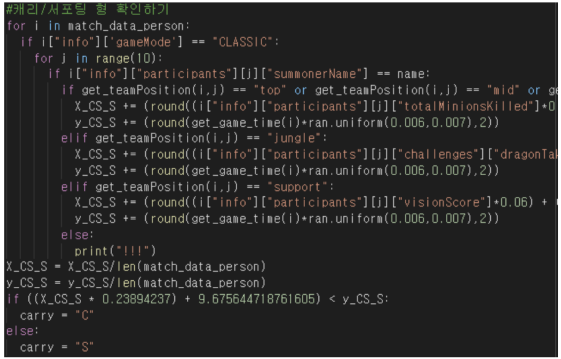 #캐리/서포팅 형 확인하기
for i in match_data_person:
if i["info"]['gameMode'] == "CLASSIC":
for j in range(10):
if i["info"]["participants"][j]["summonerName"] == name:
if get_teamPosition(i,j) == "top" or get_teamPosition(i,j) == "mid" or ge
X_CS_S += (round((i["info"]["participants"][j]["totalMinionsKilled"]*0
y_CS_S += (round(get_game_time(i)*ran.uniform(0.006,0.007),2))
elif get_teamPosition(i,j) == "jungle":
X_CS_S += (round((i["info"]["participants"][j]["challenges"]["dragonTak
y_CS_S += (round(get_game_time(i)*ran.uniform(0.006,0.007),2))
elif get_teamPosition(i,j) == "support":
X_CS_S += (round((i["info"]["participants"][j]["visionScore"]*0.06) + 
y_CS_S += (round(get_game_time(i)*ran.uniform(0.006,0.007),2))
else:
print("!!!")
X_CS_S = X_CS_S/len(match_data_person)
y_CS_S = y_CS_S/len(match_data_person)
if ((X_CS_S * 0.23894237) + 9.675644718761605) < y_CS_S:
carry = "C"
else:
carry = "S"